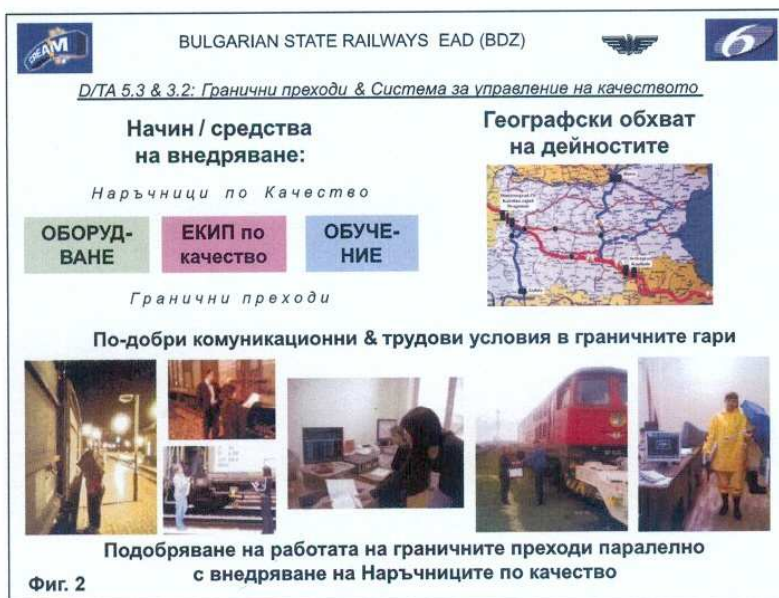 CREAM
BULGARIAN STATE RAILWAYS EAD (BDZ)
6
D/TA 5.3 & 3.2: Гранични преходи & Система за управление на качеството
Начин / средства
на внедряване:
Географски обхват
на дейностите
Наръчници по Качество
ОБОРУД-
ВАНЕ
ЕКИП по
качество
ОБУЧЕ-
НИЕ
Гранични преходи
По-добри комуникационни & трудови условия в граничните гари
Подобряване на работата на граничните преходи паралелно
с внедряване на Наръчниците по качество
Фиг. 2